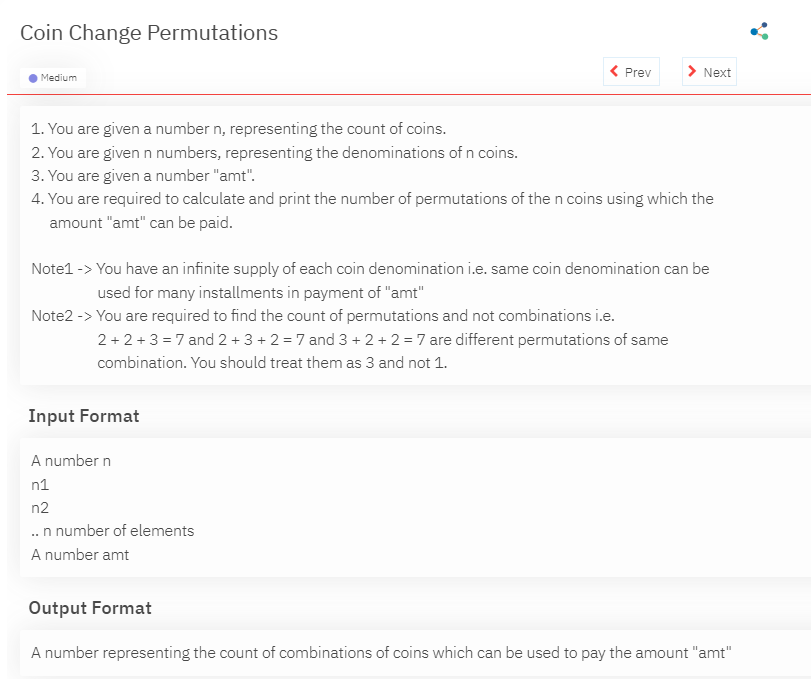 Coin Change Permutations
Medium
Prev
Next
1. You are given a number n, representing the count of coins.
2. You are given n numbers, representing the denominations of n coins.
3. You are given a number "amt".
4. You are required to calculate and print the number of permutations of the n coins using which the
amount "amt" can be paid.
Note1 -> You have an infinite supply of each coin denomination i.e. same coin denomination can be
used for many installments in payment of "amt"
Note2 -> You are required to find the count of permutations and not combinations i.e.
2 + 2 + 3 = 7 and 2 + 3 + 2 = 7 and 3 + 2 + 2 = 7 are different permutations of same
combination. You should treat them as 3 and not 1.
Input Format
A number n
n1
n2
.. n number of elements
A number amt
Output Format
A number representing the count of combinations of coins which can be used to pay the amount "amt"